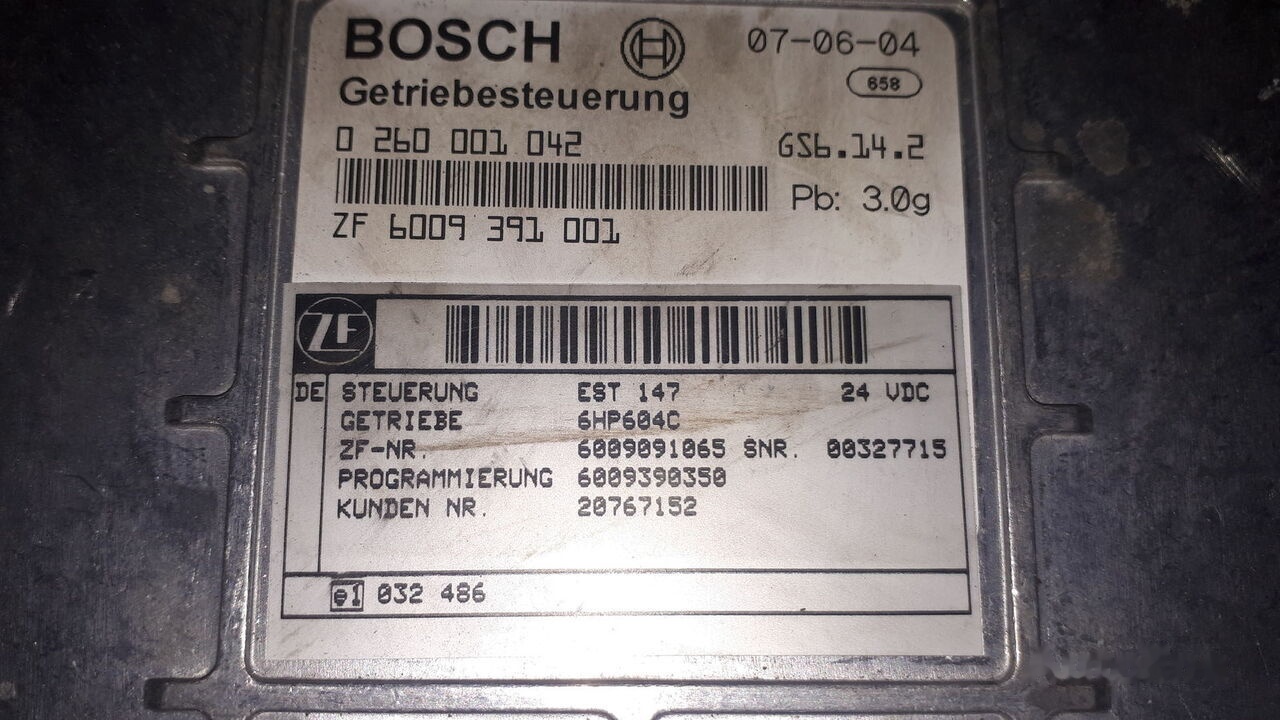 BOSCH 07-06-04
Getriebesteuerung 658
0 260 001 042 GS6.14.2
Pb: 3.0g
ZF 6009 391 001
ZF
DE STEUERUNG EST 147 24 VDC
GETRIEBE 6HP604C
ZF-NR. 6009091065 SNR. 00327715
PROGRAMMIERUNG 6009390350
KUNDEN NR. 20767152
e1 032 486